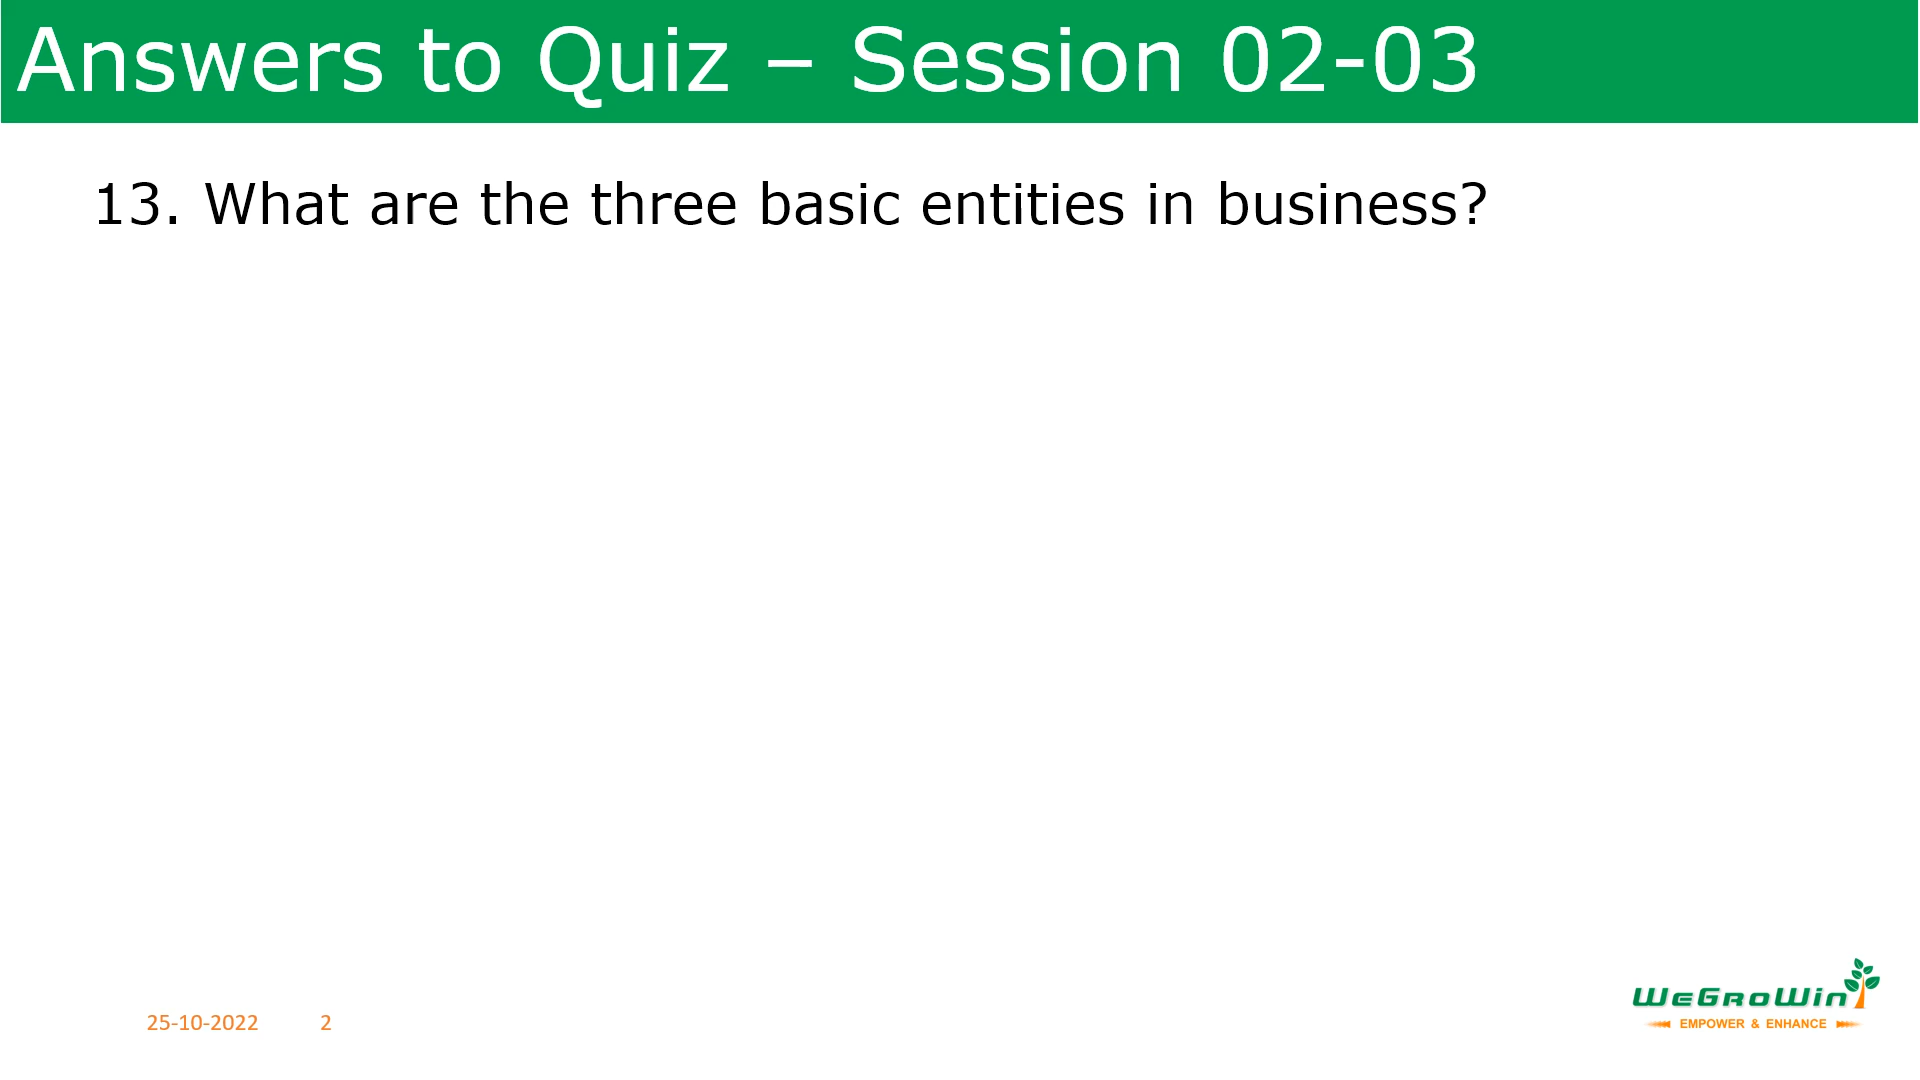 Answers to Quiz – Session 02-03
13. What are the three basic entities in business?
25-10-2022 2
WeGroWin
EMPOWER & ENHANCE